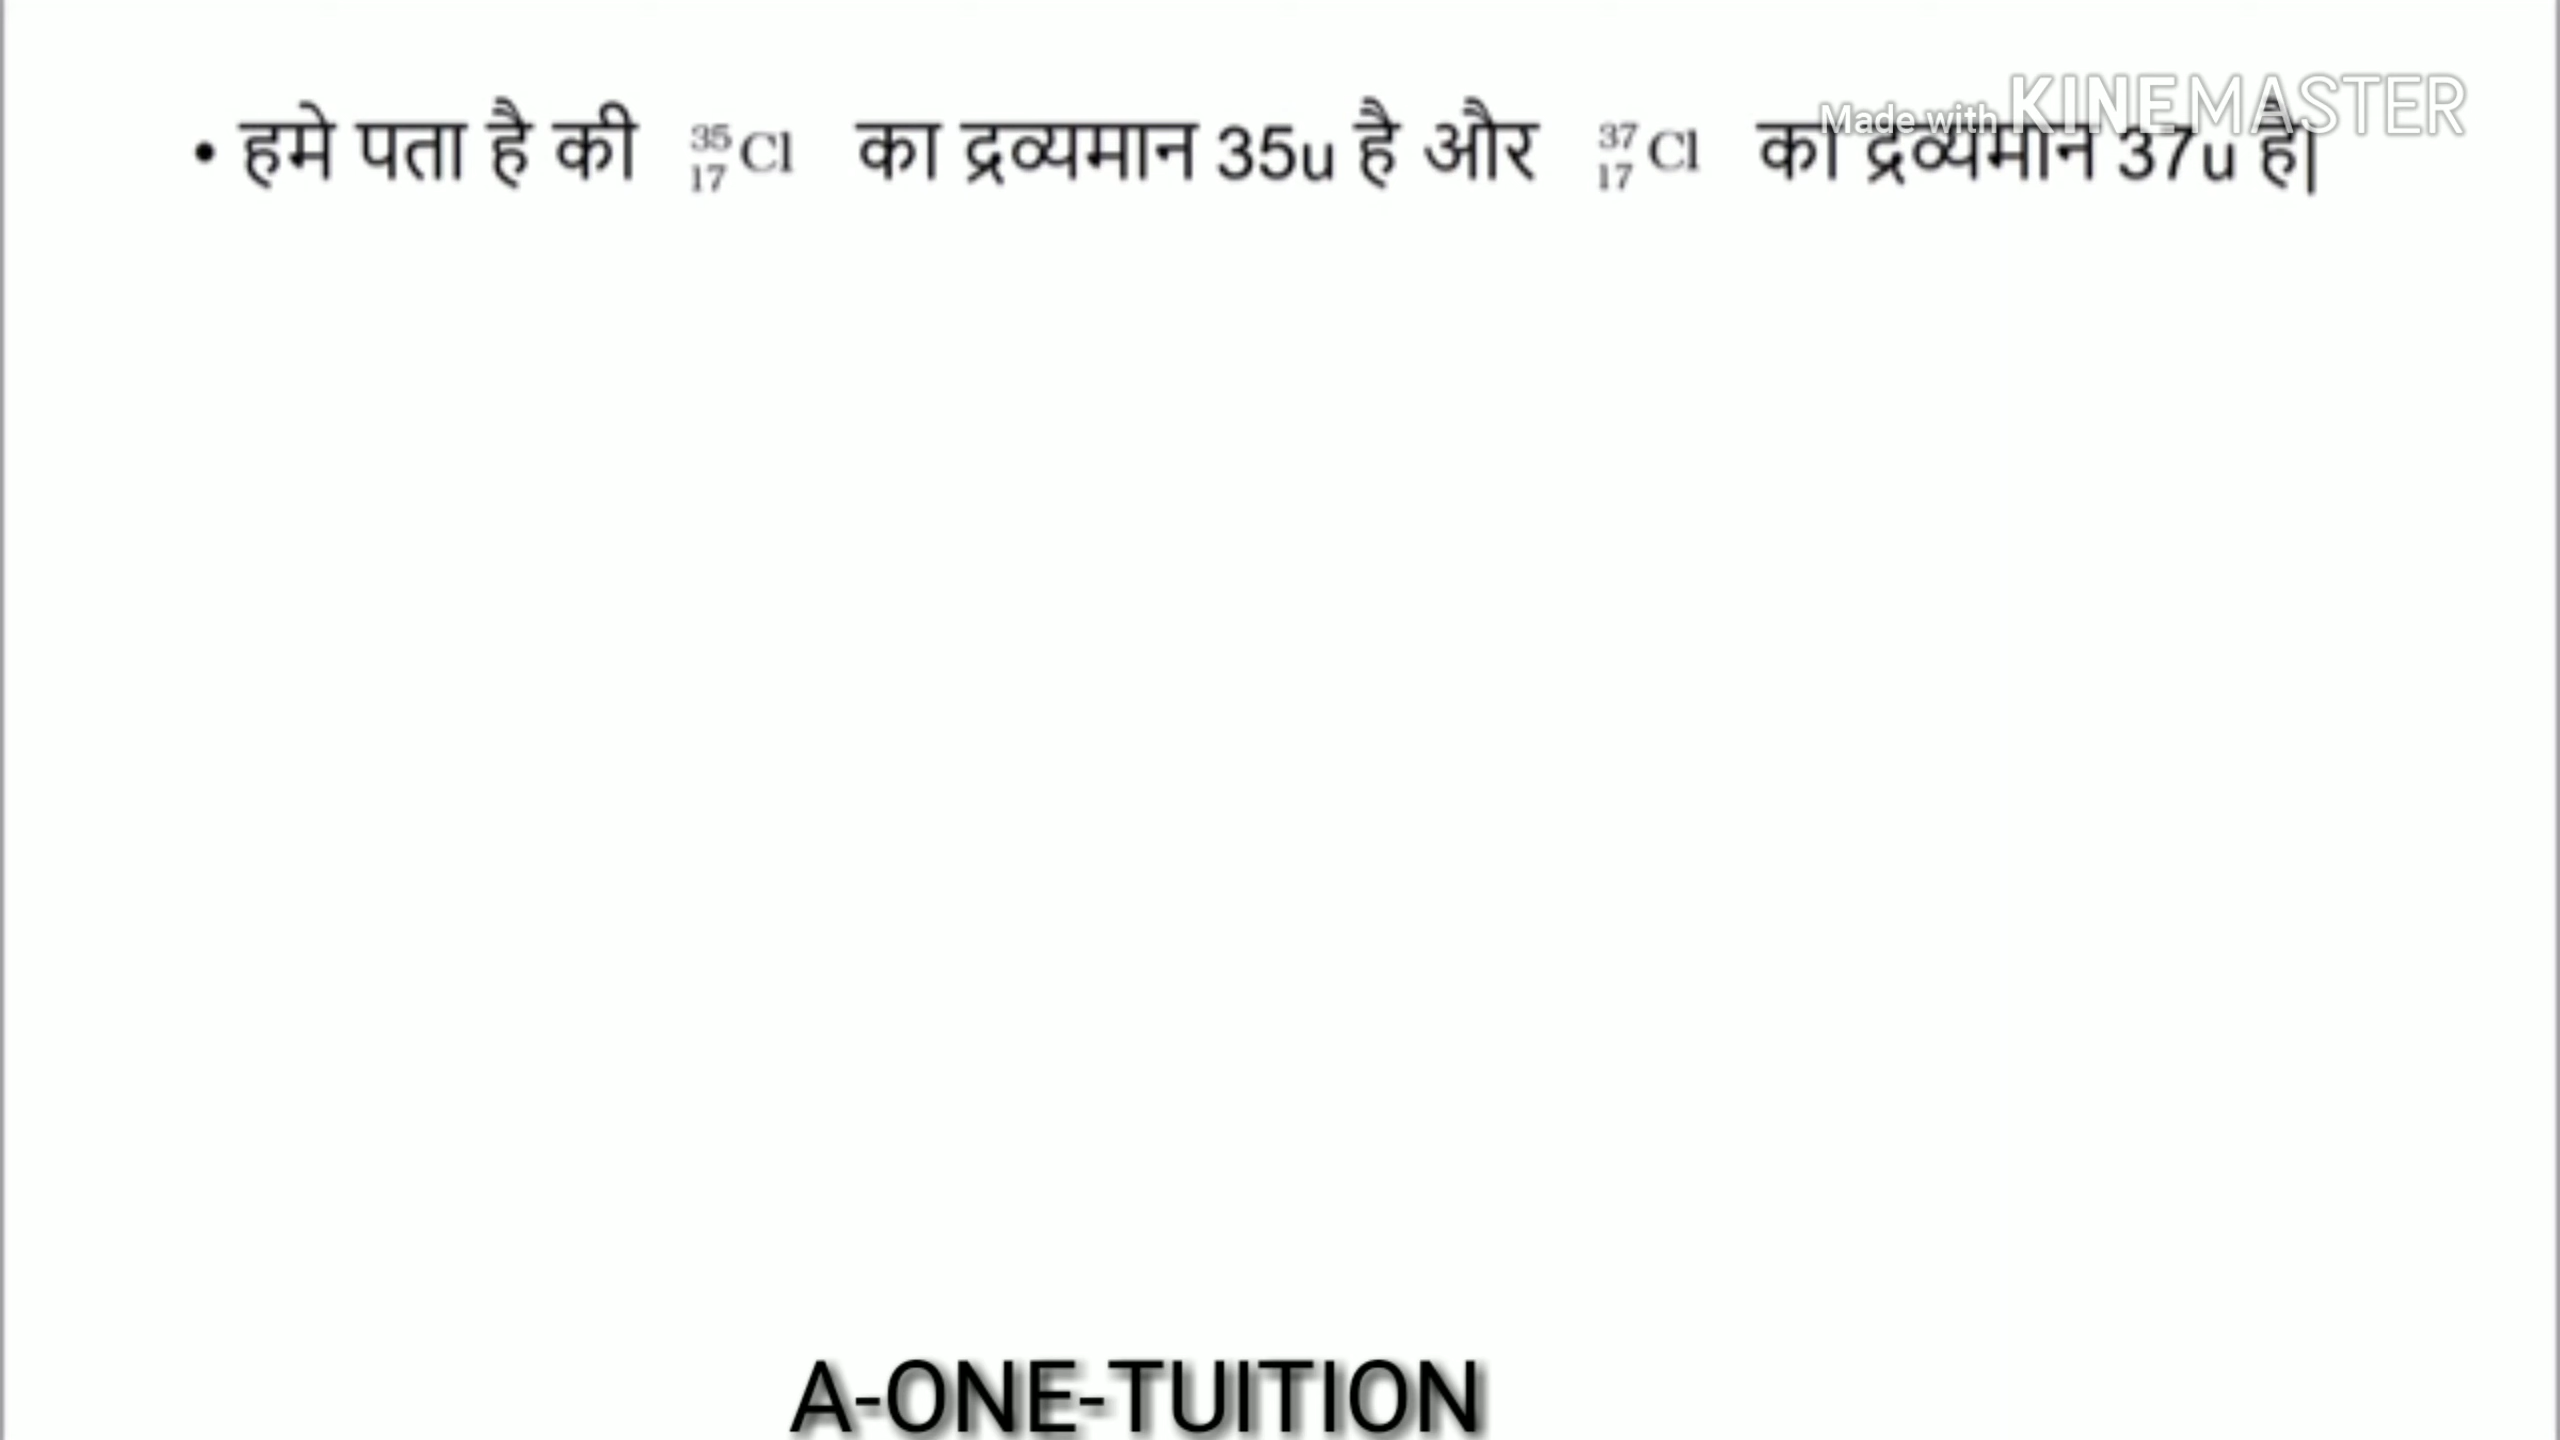 • हमे पता है की ³⁵₁₇Cl का द्रव्यमान 35u है और ³⁷₁₇Cl का द्रव्यमान 37u है|
Made with KINEMASTER
A-ONE-TUITION